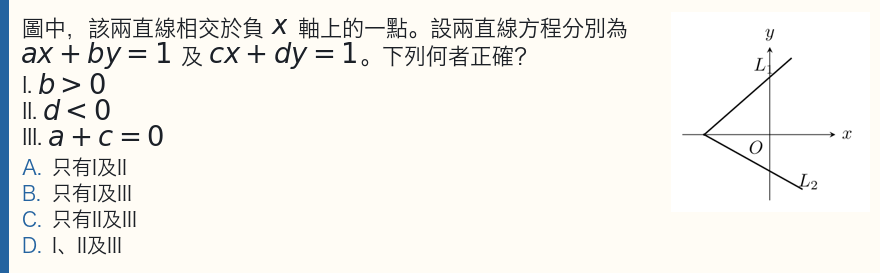 圖中，該兩直線相交於負 x 軸上的一點。設兩直線方程分別為
ax + by = 1 及 cx + dy = 1。下列何者正確？
I. b > 0
II. d < 0
III. a + c = 0
A. 只有I及II
B. 只有I及III
C. 只有II及III
D. I、II及III
y
L₁
x
O
L₂